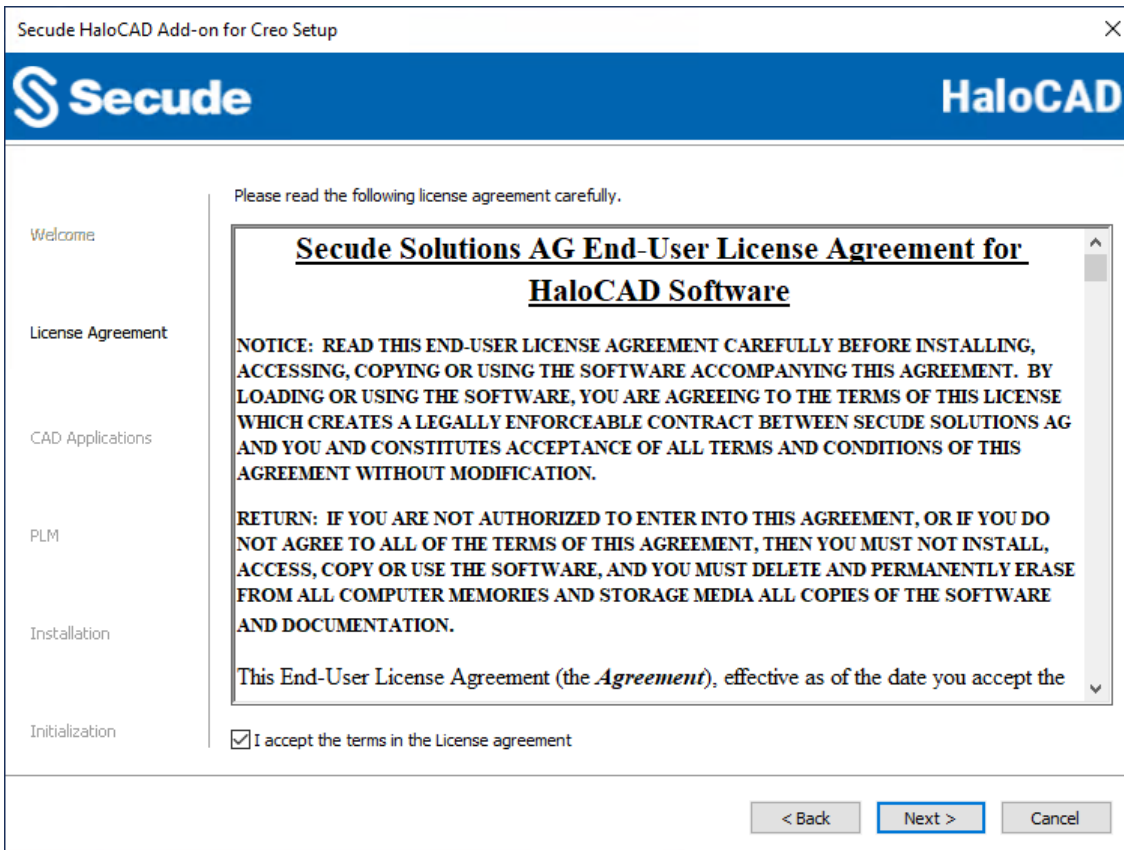 Secude HaloCAD Add-on for Creo Setup
Secude
HaloCAD
Please read the following license agreement carefully.
Welcome
License Agreement
CAD Applications
PLM
Installation
Initialization
Secude Solutions AG End-User License Agreement for
HaloCAD Software
NOTICE: READ THIS END-USER LICENSE AGREEMENT CAREFULLY BEFORE INSTALLING,
ACCESSING, COPYING OR USING THE SOFTWARE ACCOMPANYING THIS AGREEMENT. BY
LOADING OR USING THE SOFTWARE, YOU ARE AGREEING TO THE TERMS OF THIS LICENSE
WHICH CREATES A LEGALLY ENFORCEABLE CONTRACT BETWEEN SECUDE SOLUTIONS AG
AND YOU AND CONSTITUTES ACCEPTANCE OF ALL TERMS AND CONDITIONS OF THIS
AGREEMENT WITHOUT MODIFICATION.
RETURN: IF YOU ARE NOT AUTHORIZED TO ENTER INTO THIS AGREEMENT, OR IF YOU DO
NOT AGREE TO ALL OF THE TERMS OF THIS AGREEMENT, THEN YOU MUST NOT INSTALL,
ACCESS, COPY OR USE THE SOFTWARE, AND YOU MUST DELETE AND PERMANENTLY ERASE
FROM ALL COMPUTER MEMORIES AND STORAGE MEDIA ALL COPIES OF THE SOFTWARE
AND DOCUMENTATION.
This End-User License Agreement (the Agreement), effective as of the date you accept the
I accept the terms in the License agreement
< Back
Next >
Cancel